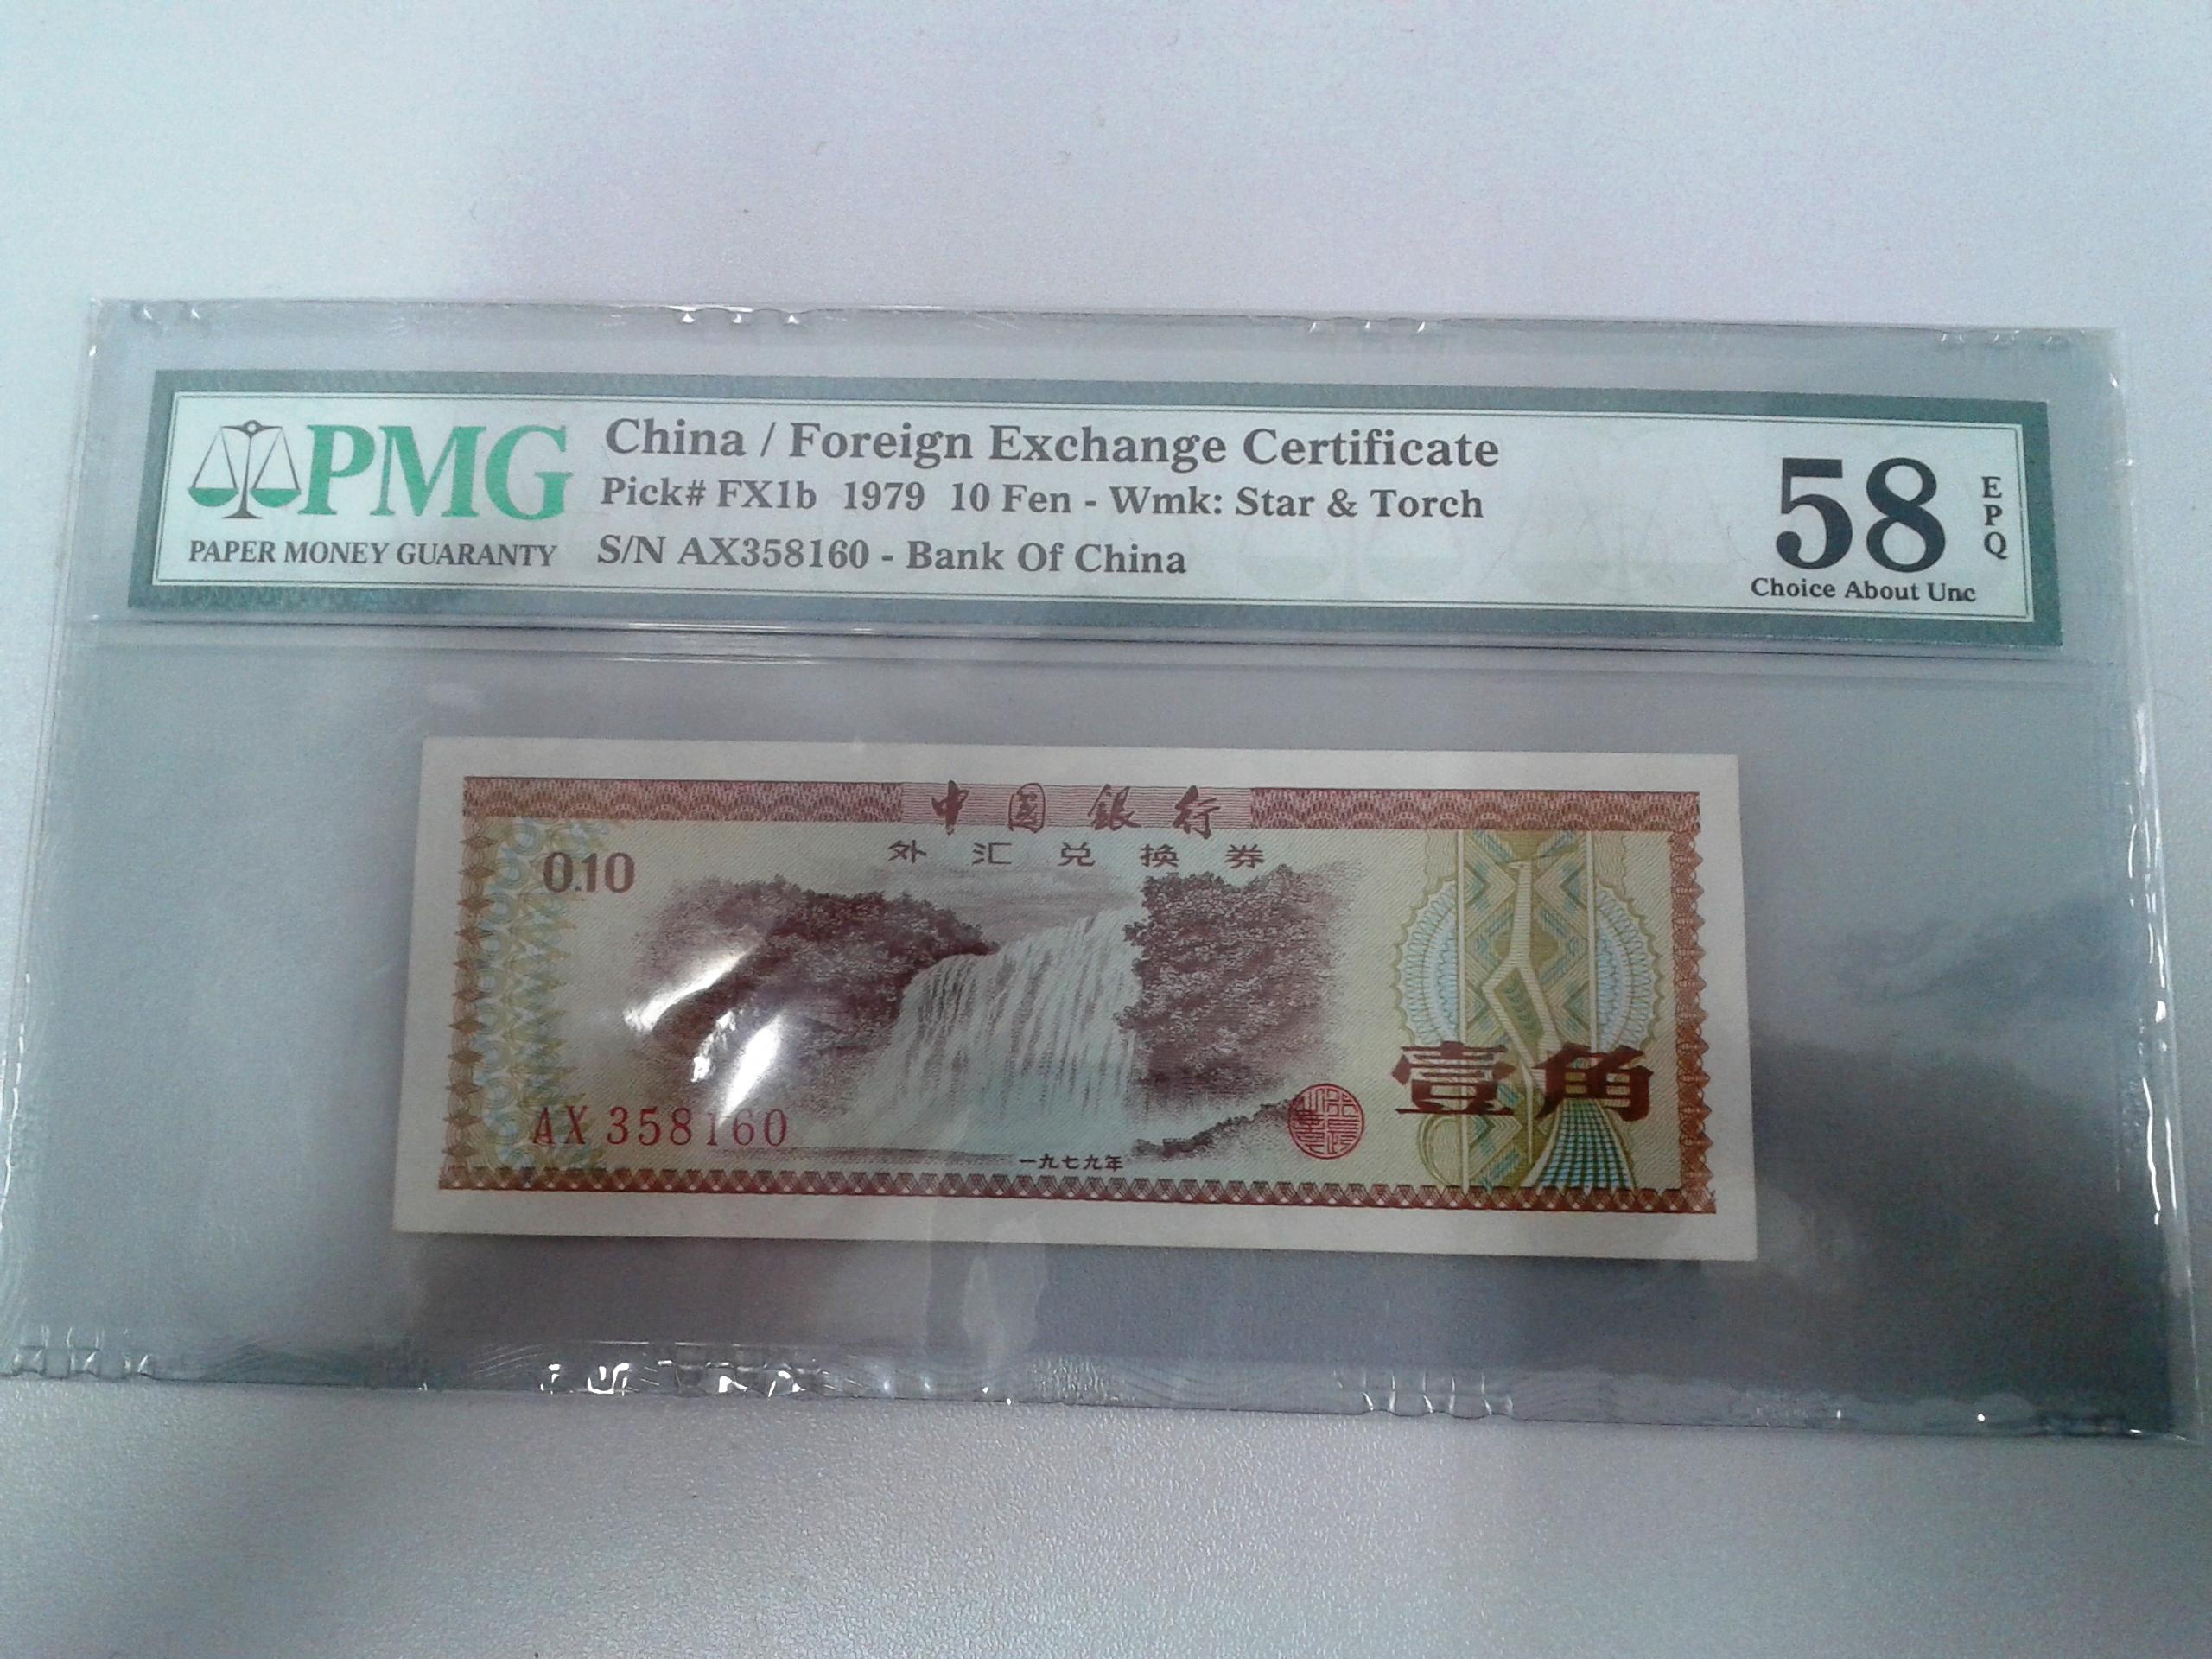 PMG
PAPER MONEY GUARANTY
China / Foreign Exchange Certificate
Pick# FX1b 1979 10 Fen - Wmk: Star & Torch
S/N AX358160 - Bank Of China
58
EPQ
Choice About Unc
中国銀行
外汇兑换券
0.10
壹角
AX 358160
一九七九年